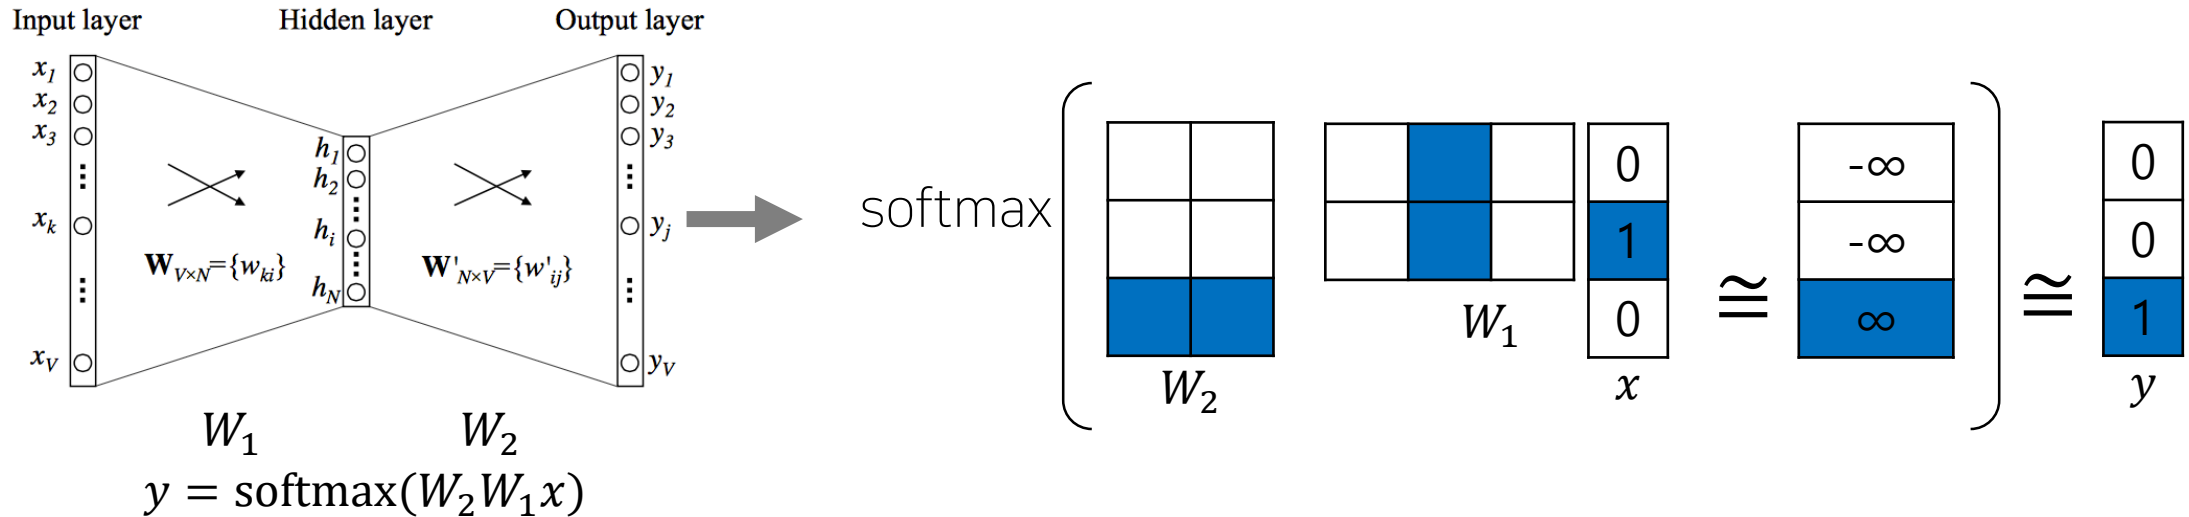 Input layer
Hidden layer
Output layer
x1
x2
x3
xk
xV
h1
h2
hi
hN
y1
y2
y3
yj
yV
W V×N={wki}
W' N×V={w'ij}
W1
W2
y = softmax(W2W1x)
softmax
W2
W1
0
1
0
x
≅
-∞
-∞
∞
≅
0
0
1
y